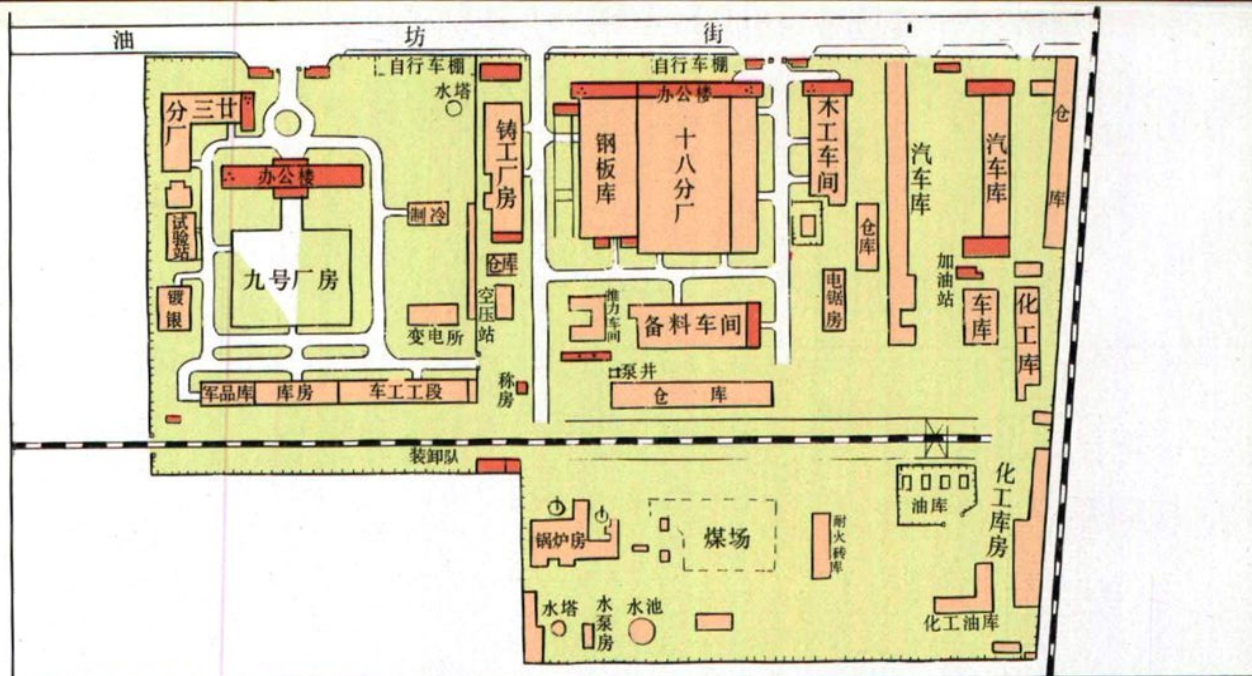 油坊街
自行车棚
水塔
分三廿
厂
办公楼
铸工厂房
制冷
试验站
九号厂房
镀银
仓库
空压站
变电所
军品库
库房
车工工段
称房
装卸队
自行车棚
办公楼
钢板库
十八分厂
木工车间
汽车库
汽车库
仓库
仓库
电锯房
加油站
车库
化工库
备料车间
泵井
仓库
锅炉房
煤场
耐火砖库
油库
化工库房
水塔
水泵房
水池
化工油库